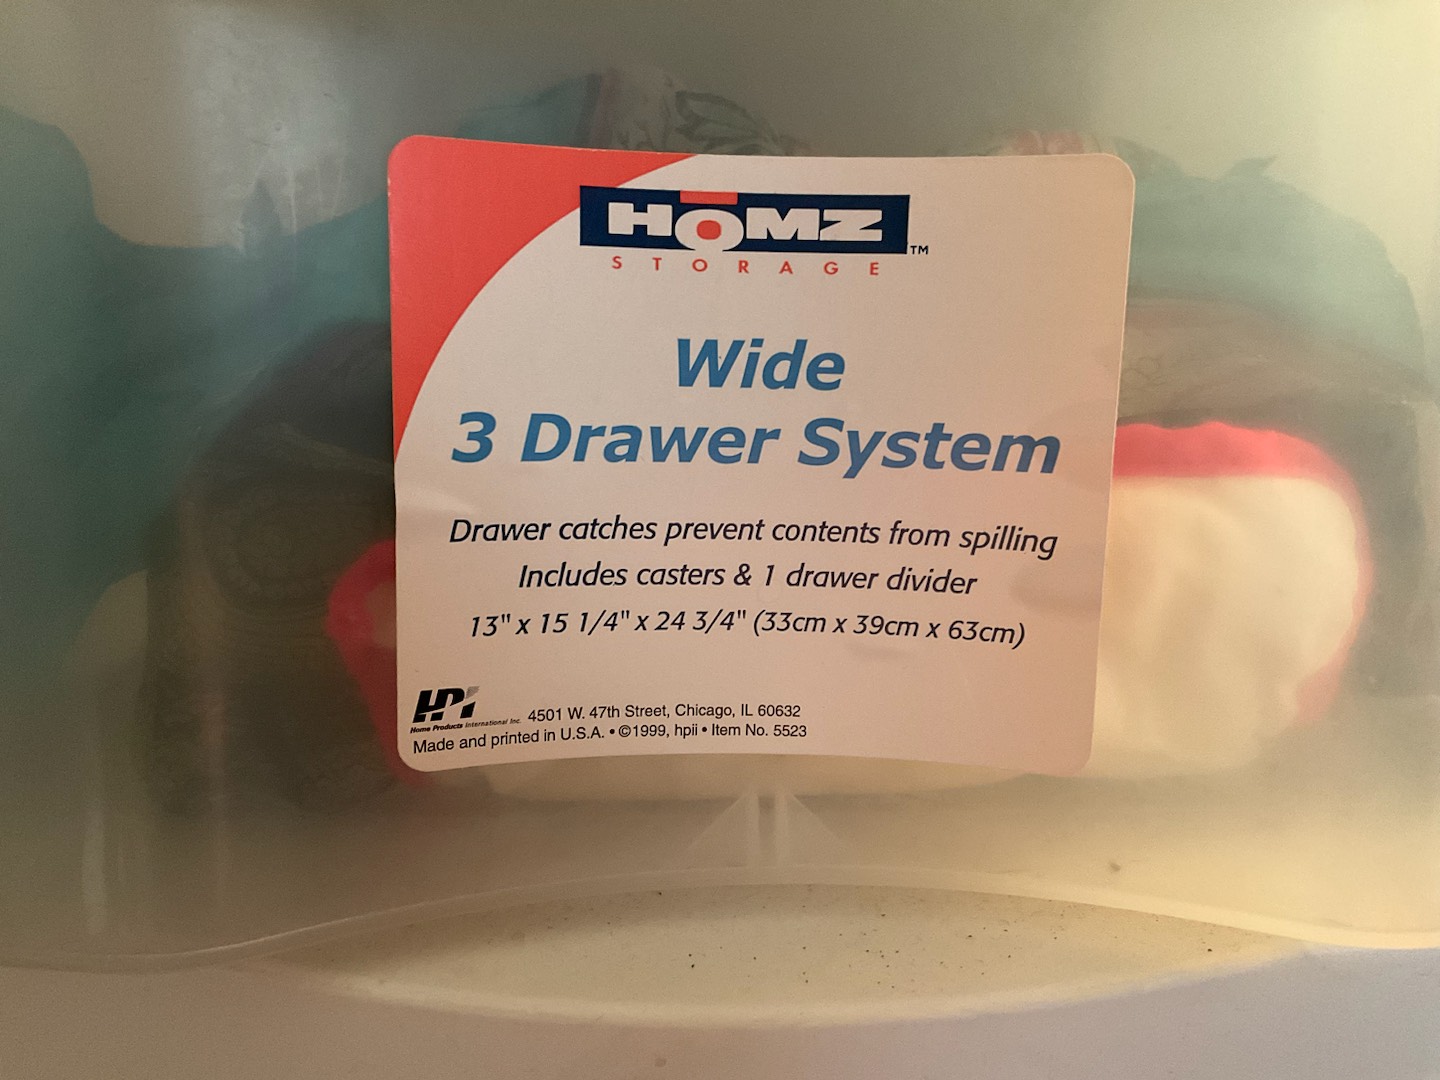 HŌMZ™
STORAGE
Wide
3 Drawer System
Drawer catches prevent contents from spilling
Includes casters & 1 drawer divider
13" x 15 1/4" x 24 3/4" (33cm x 39cm x 63cm)
HPi
Home Products International Inc. 4501 W. 47th Street, Chicago, IL 60632
Made and printed in U.S.A. • ©1999, hpii • Item No. 5523